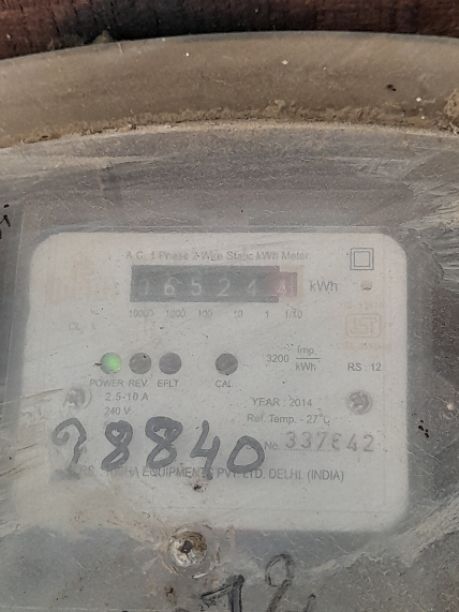 A.C. 1 Phase 2 Wire Static kWh Meter
16524 kWh
10000 1000 100 10 1 1/10
3200 imp/kWh
RS : 12
POWER REV. EFLT CAL
2.5-10 A
YEAR : 2014
240 V
Ref. Temp. - 27°C
8840
No.
EQUIPMENTS PVT. LTD. DELHI. (INDIA)